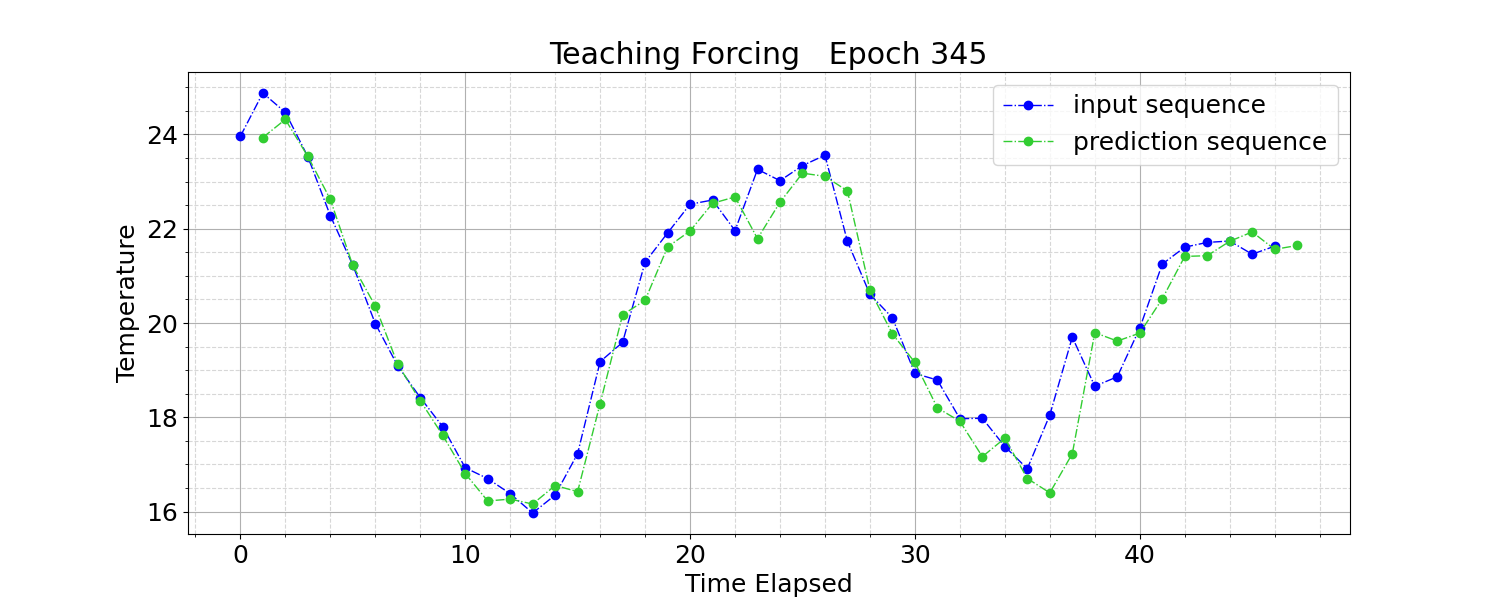 Teaching Forcing   Epoch 345
input sequence
prediction sequence
24
22
20
18
16
Temperature
0 10 20 30 40
Time Elapsed